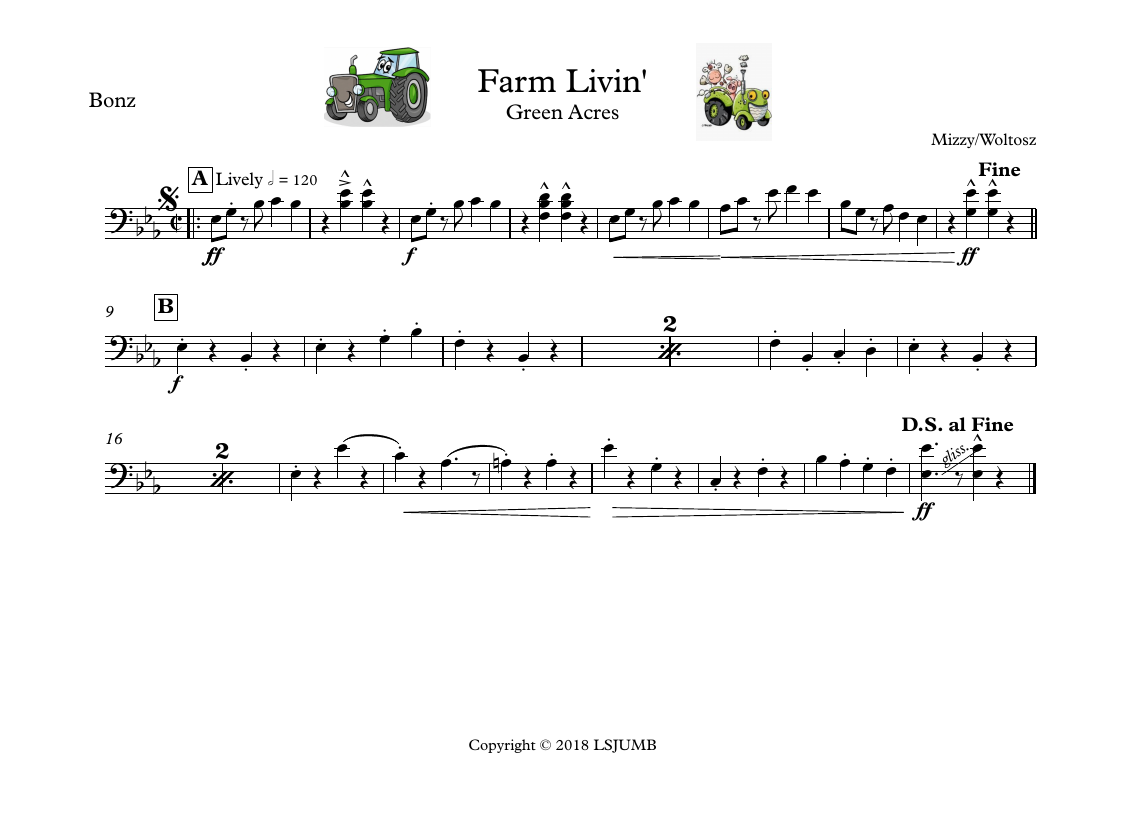 Farm Livin'
Green Acres
Bonz
Mizzy/Woltosz
A Lively = 120
Fine
ff
f
ff
9
B
2
f
16
2
D.S. al Fine
gliss.
ff
Copyright © 2018 LSJUMB